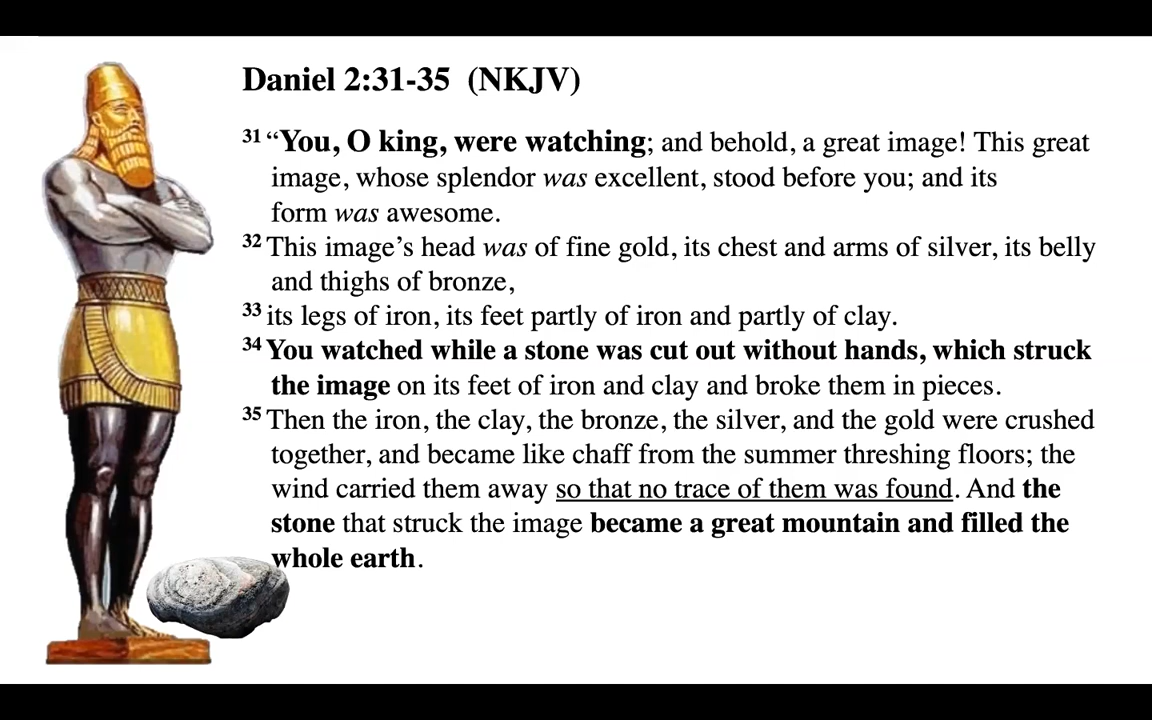 Daniel 2:31-35 (NKJV)
31 “You, O king, were watching; and behold, a great image! This great
image, whose splendor was excellent, stood before you; and its
form was awesome.
32 This image’s head was of fine gold, its chest and arms of silver, its belly
and thighs of bronze,
33 its legs of iron, its feet partly of iron and partly of clay.
34 You watched while a stone was cut out without hands, which struck
the image on its feet of iron and clay and broke them in pieces.
35 Then the iron, the clay, the bronze, the silver, and the gold were crushed
together, and became like chaff from the summer threshing floors; the
wind carried them away so that no trace of them was found. And the
stone that struck the image became a great mountain and filled the
whole earth.